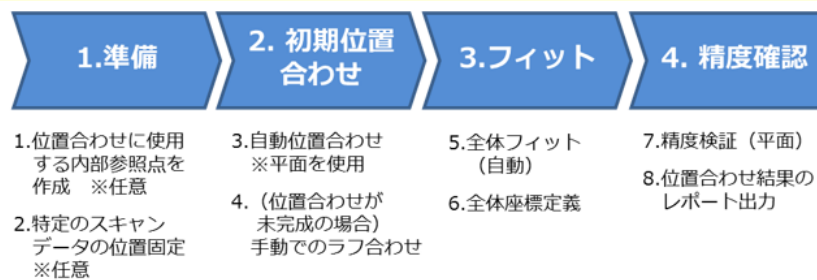 1.準備
2. 初期位置
合わせ
3.フィット
4. 精度確認
1.位置合わせに使用
する内部参照点を
作成　※任意
2.特定のスキャン
データの位置固定
※任意
3.自動位置合わせ
※平面を使用
4.（位置合わせが
未完成の場合）
手動でのラフ合わせ
5.全体フィット
（自動）
6.全体座標定義
7.精度検証（平面）
8.位置合わせ結果の
レポート出力